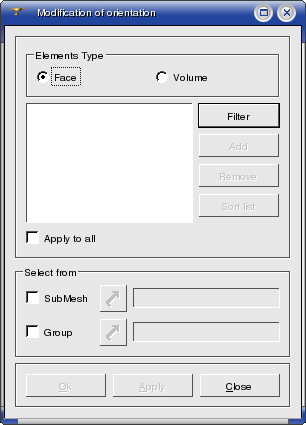 Modification of orientation
Elements Type
Face
Volume
Filter
Add
Remove
Sort list
Apply to all
Select from
SubMesh
Group
Ok
Apply
Close